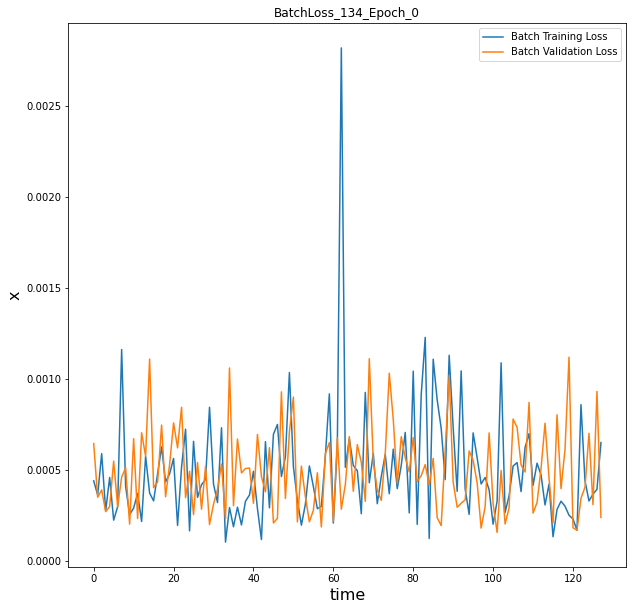 BatchLoss_134_Epoch_0
Batch Training Loss
Batch Validation Loss
0.0025
0.0020
0.0015
0.0010
0.0005
0.0000
x
0 20 40 60 80 100 120
time